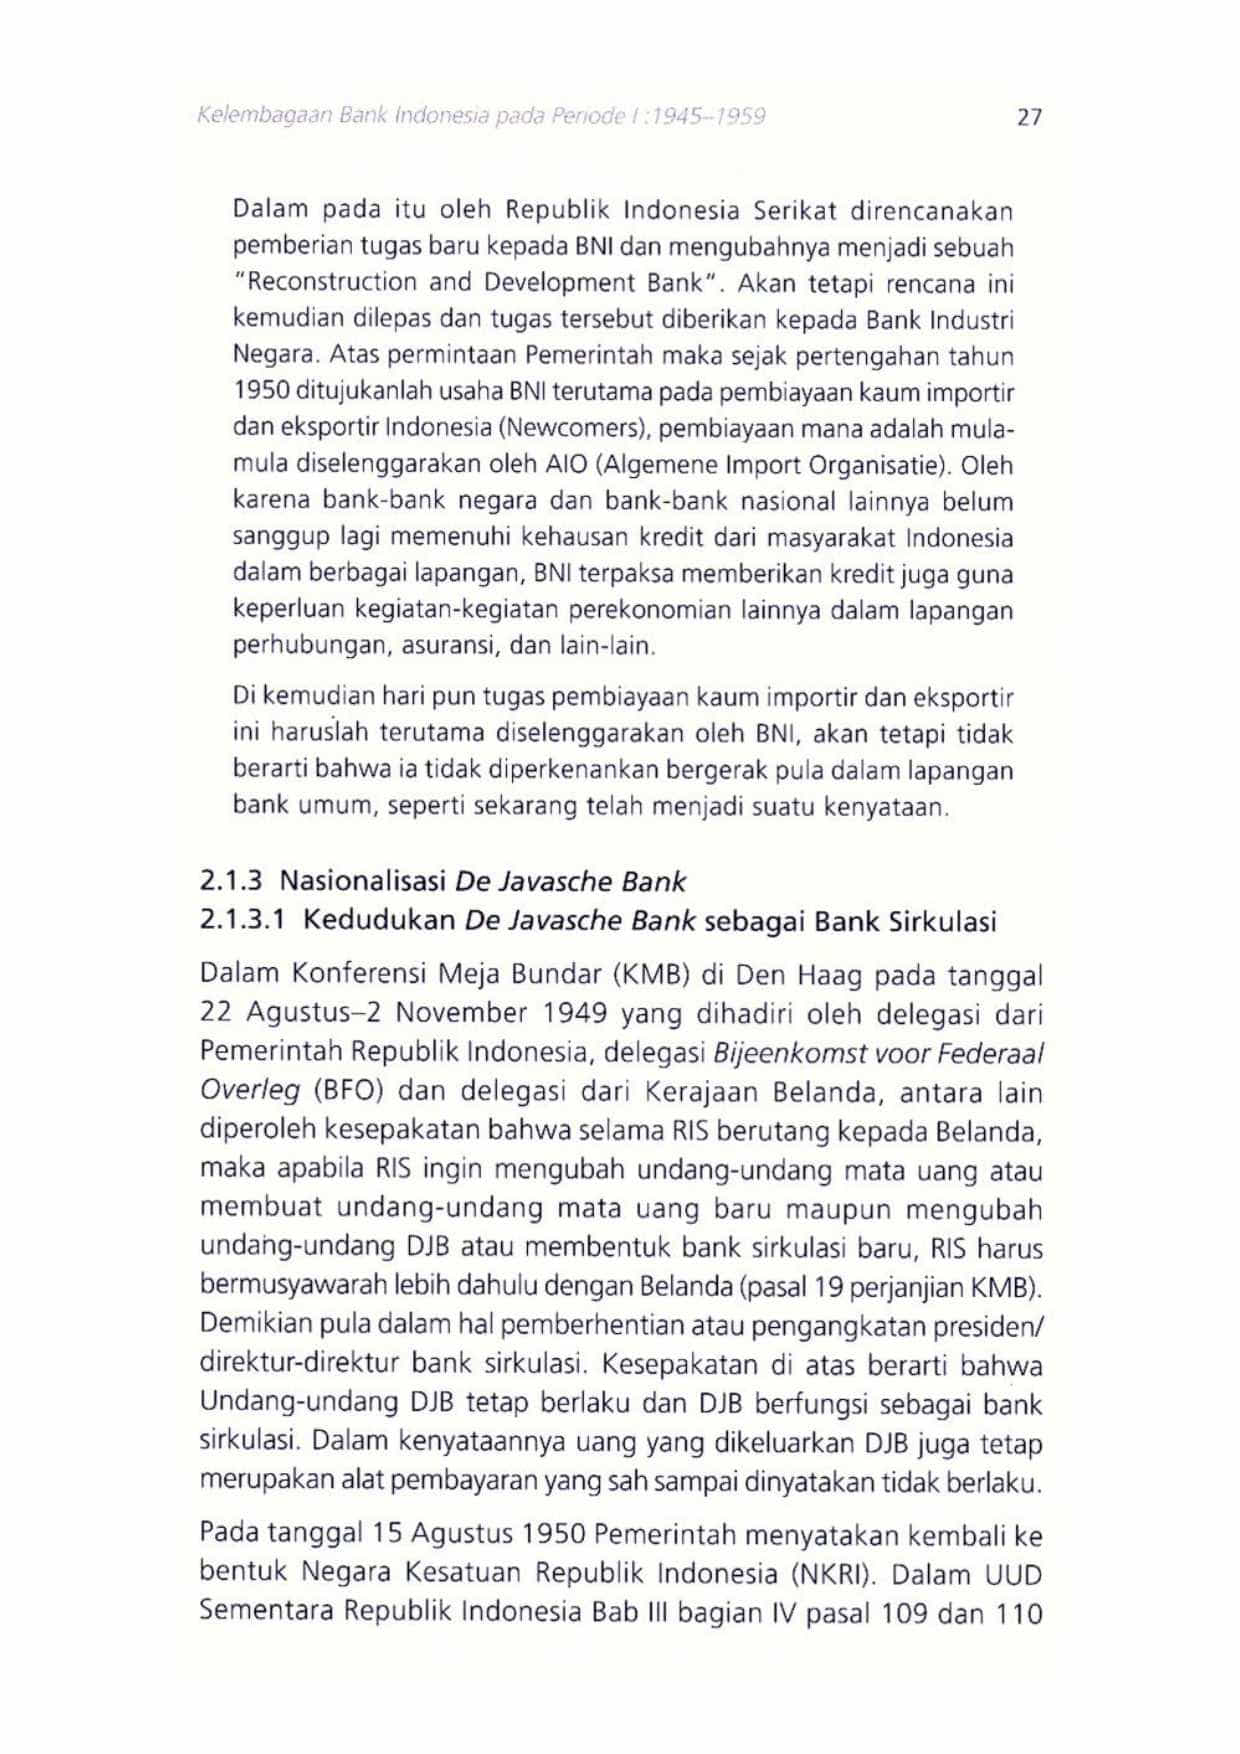 Kelembagaan Bank Indonesia pada Periode I :1945–1959 27
Dalam pada itu oleh Republik Indonesia Serikat direncanakan
pemberian tugas baru kepada BNI dan mengubahnya menjadi sebuah
"Reconstruction and Development Bank". Akan tetapi rencana ini
kemudian dilepas dan tugas tersebut diberikan kepada Bank Industri
Negara. Atas permintaan Pemerintah maka sejak pertengahan tahun
1950 ditujukanlah usaha BNI terutama pada pembiayaan kaum importir
dan eksportir Indonesia (Newcomers), pembiayaan mana adalah mula-
mula diselenggarakan oleh AIO (Algemene Import Organisatie). Oleh
karena bank-bank negara dan bank-bank nasional lainnya belum
sanggup lagi memenuhi kehausan kredit dari masyarakat Indonesia
dalam berbagai lapangan, BNI terpaksa memberikan kredit juga guna
keperluan kegiatan-kegiatan perekonomian lainnya dalam lapangan
perhubungan, asuransi, dan lain-lain.
Di kemudian hari pun tugas pembiayaan kaum importir dan eksportir
ini haruslah terutama diselenggarakan oleh BNI, akan tetapi tidak
berarti bahwa ia tidak diperkenankan bergerak pula dalam lapangan
bank umum, seperti sekarang telah menjadi suatu kenyataan.
2.1.3 Nasionalisasi De Javasche Bank
2.1.3.1 Kedudukan De Javasche Bank sebagai Bank Sirkulasi
Dalam Konferensi Meja Bundar (KMB) di Den Haag pada tanggal
22 Agustus–2 November 1949 yang dihadiri oleh delegasi dari
Pemerintah Republik Indonesia, delegasi Bijeenkomst voor Federaal
Overleg (BFO) dan delegasi dari Kerajaan Belanda, antara lain
diperoleh kesepakatan bahwa selama RIS berutang kepada Belanda,
maka apabila RIS ingin mengubah undang-undang mata uang atau
membuat undang-undang mata uang baru maupun mengubah
undang-undang DJB atau membentuk bank sirkulasi baru, RIS harus
bermusyawarah lebih dahulu dengan Belanda (pasal 19 perjanjian KMB).
Demikian pula dalam hal pemberhentian atau pengangkatan presiden/
direktur-direktur bank sirkulasi. Kesepakatan di atas berarti bahwa
Undang-undang DJB tetap berlaku dan DJB berfungsi sebagai bank
sirkulasi. Dalam kenyataannya uang yang dikeluarkan DJB juga tetap
merupakan alat pembayaran yang sah sampai dinyatakan tidak berlaku.
Pada tanggal 15 Agustus 1950 Pemerintah menyatakan kembali ke
bentuk Negara Kesatuan Republik Indonesia (NKRI). Dalam UUD
Sementara Republik Indonesia Bab III bagian IV pasal 109 dan 110